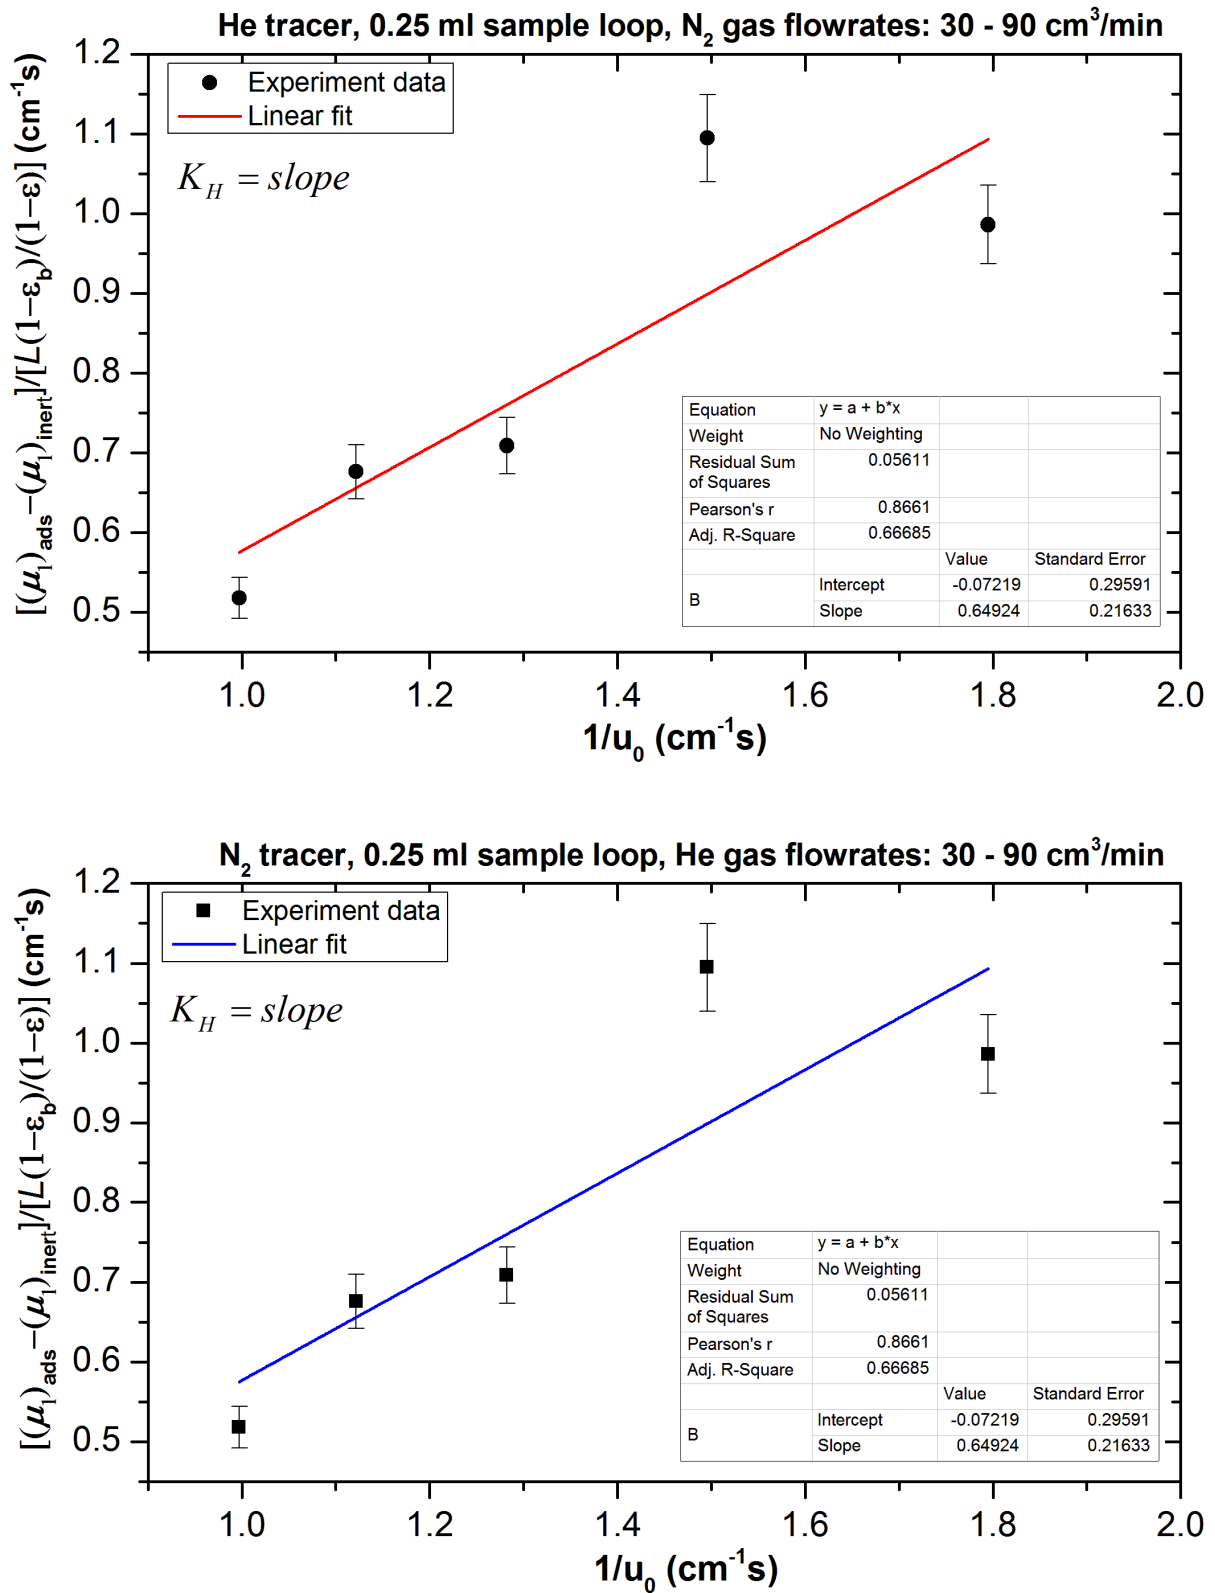 He tracer, 0.25 ml sample loop, N₂ gas flowrates: 30 - 90 cm³/min
[(μ₁)ads−(μ₁)inert]/[L(1−εb)/(1−ε)] (cm⁻¹s)
1.2
1.1
1.0
0.9
0.8
0.7
0.6
0.5
Experiment data
Linear fit
K_H = slope
Equation y = a + b*x
Weight No Weighting
Residual Sum of Squares 0.05611
Pearson's r 0.8661
Adj. R-Square 0.66685
Value Standard Error
B Intercept -0.07219 0.29591
Slope 0.64924 0.21633
1.0 1.2 1.4 1.6 1.8 2.0
1/u₀ (cm⁻¹s)
N₂ tracer, 0.25 ml sample loop, He gas flowrates: 30 - 90 cm³/min
[(μ₁)ads−(μ₁)inert]/[L(1−εb)/(1−ε)] (cm⁻¹s)
1.2
1.1
1.0
0.9
0.8
0.7
0.6
0.5
Experiment data
Linear fit
K_H = slope
Equation y = a + b*x
Weight No Weighting
Residual Sum of Squares 0.05611
Pearson's r 0.8661
Adj. R-Square 0.66685
Value Standard Error
B Intercept -0.07219 0.29591
Slope 0.64924 0.21633
1.0 1.2 1.4 1.6 1.8 2.0
1/u₀ (cm⁻¹s)